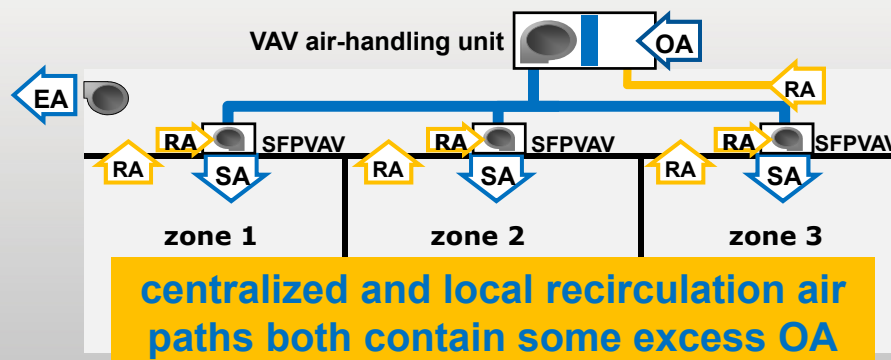 VAV air-handling unit
OA
EA
RA
RA
SFPVAV
RA
SFPVAV
RA
SFPVAV
RA
SA
RA
SA
RA
SA
zone 1
zone 2
zone 3
centralized and local recirculation air
paths both contain some excess OA